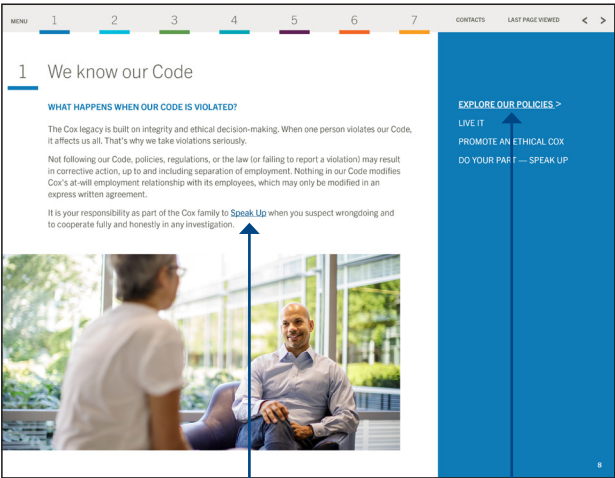 MENU 1 2 3 4 5 6 7 CONTACTS LAST PAGE VIEWED < >
1 We know our Code
WHAT HAPPENS WHEN OUR CODE IS VIOLATED?
The Cox legacy is built on integrity and ethical decision-making. When one person violates our Code,
it affects us all. That's why we take violations seriously.
Not following our Code, policies, regulations, or the law (or failing to report a violation) may result
in corrective action, up to and including separation of employment. Nothing in our Code modifies
Cox's at-will employment relationship with its employees, which may only be modified in an
express written agreement.
It is your responsibility as part of the Cox family to Speak Up when you suspect wrongdoing and
to cooperate fully and honestly in any investigation.
EXPLORE OUR POLICIES >
LIVE IT
PROMOTE AN ETHICAL COX
DO YOUR PART — SPEAK UP
8